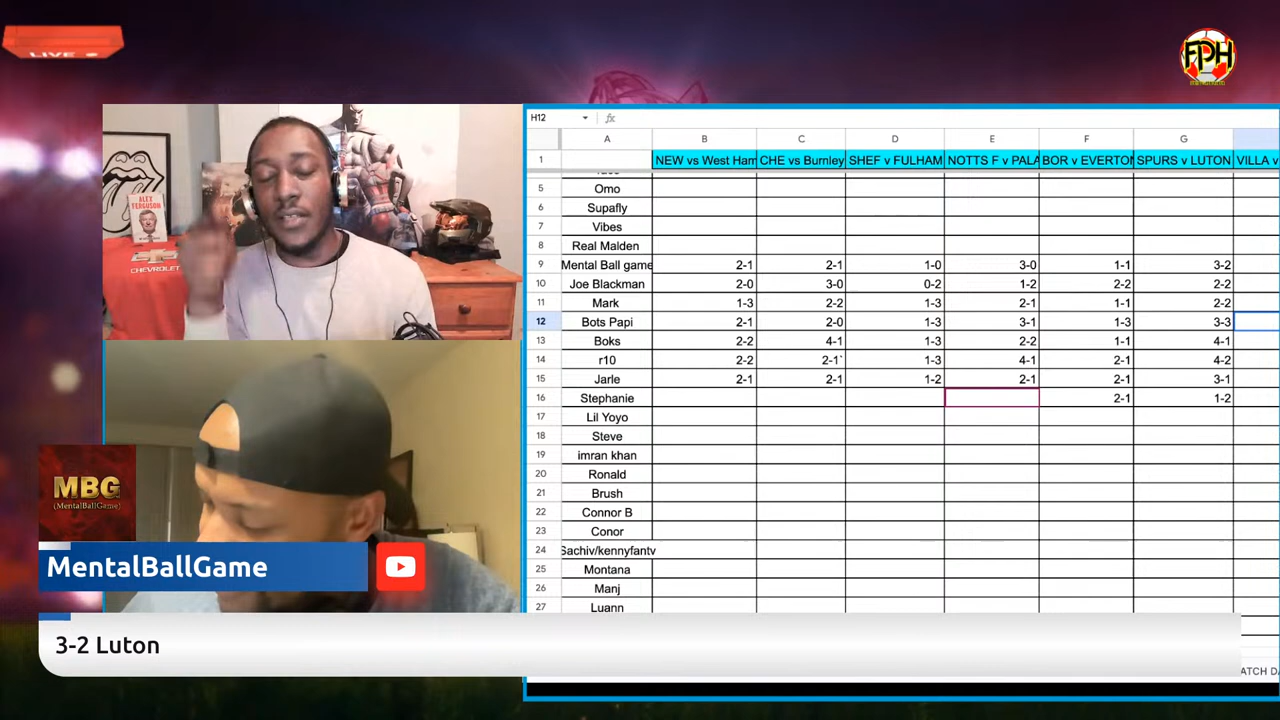 LIVE
FPH
ALEX
FERGUSON
CHEVROLET
H12 fx
A B C D E F G
1 NEW vs West Ham CHE vs Burnley SHEF v FULHAM NOTTS F v PALA BOR v EVERTON SPURS v LUTON VILLA v
5 Omo
6 Supafly
7 Vibes
8 Real Malden
9 Mental Ball game 2-1 2-1 1-0 3-0 1-1 3-2
10 Joe Blackman 2-0 3-0 0-2 1-2 2-2 2-2
11 Mark 1-3 2-2 1-3 2-1 1-1 2-2
12 Bots Papi 2-1 2-0 1-3 3-1 1-3 3-3
13 Boks 2-2 4-1 1-3 2-2 1-1 4-1
14 r10 2-2 2-1` 1-3 4-1 2-1 4-2
15 Jarle 2-1 2-1 1-2 2-1 2-1 3-1
16 Stephanie 2-1 1-2
17 Lil Yoyo
18 Steve
19 imran khan
20 Ronald
21 Brush
22 Connor B
23 Conor
24 Sachiv/kennyfantv
25 Montana
26 Manj
27 Luann
ATCH DA
MBG
(MentalBallGame)
MentalBallGame
3-2 Luton